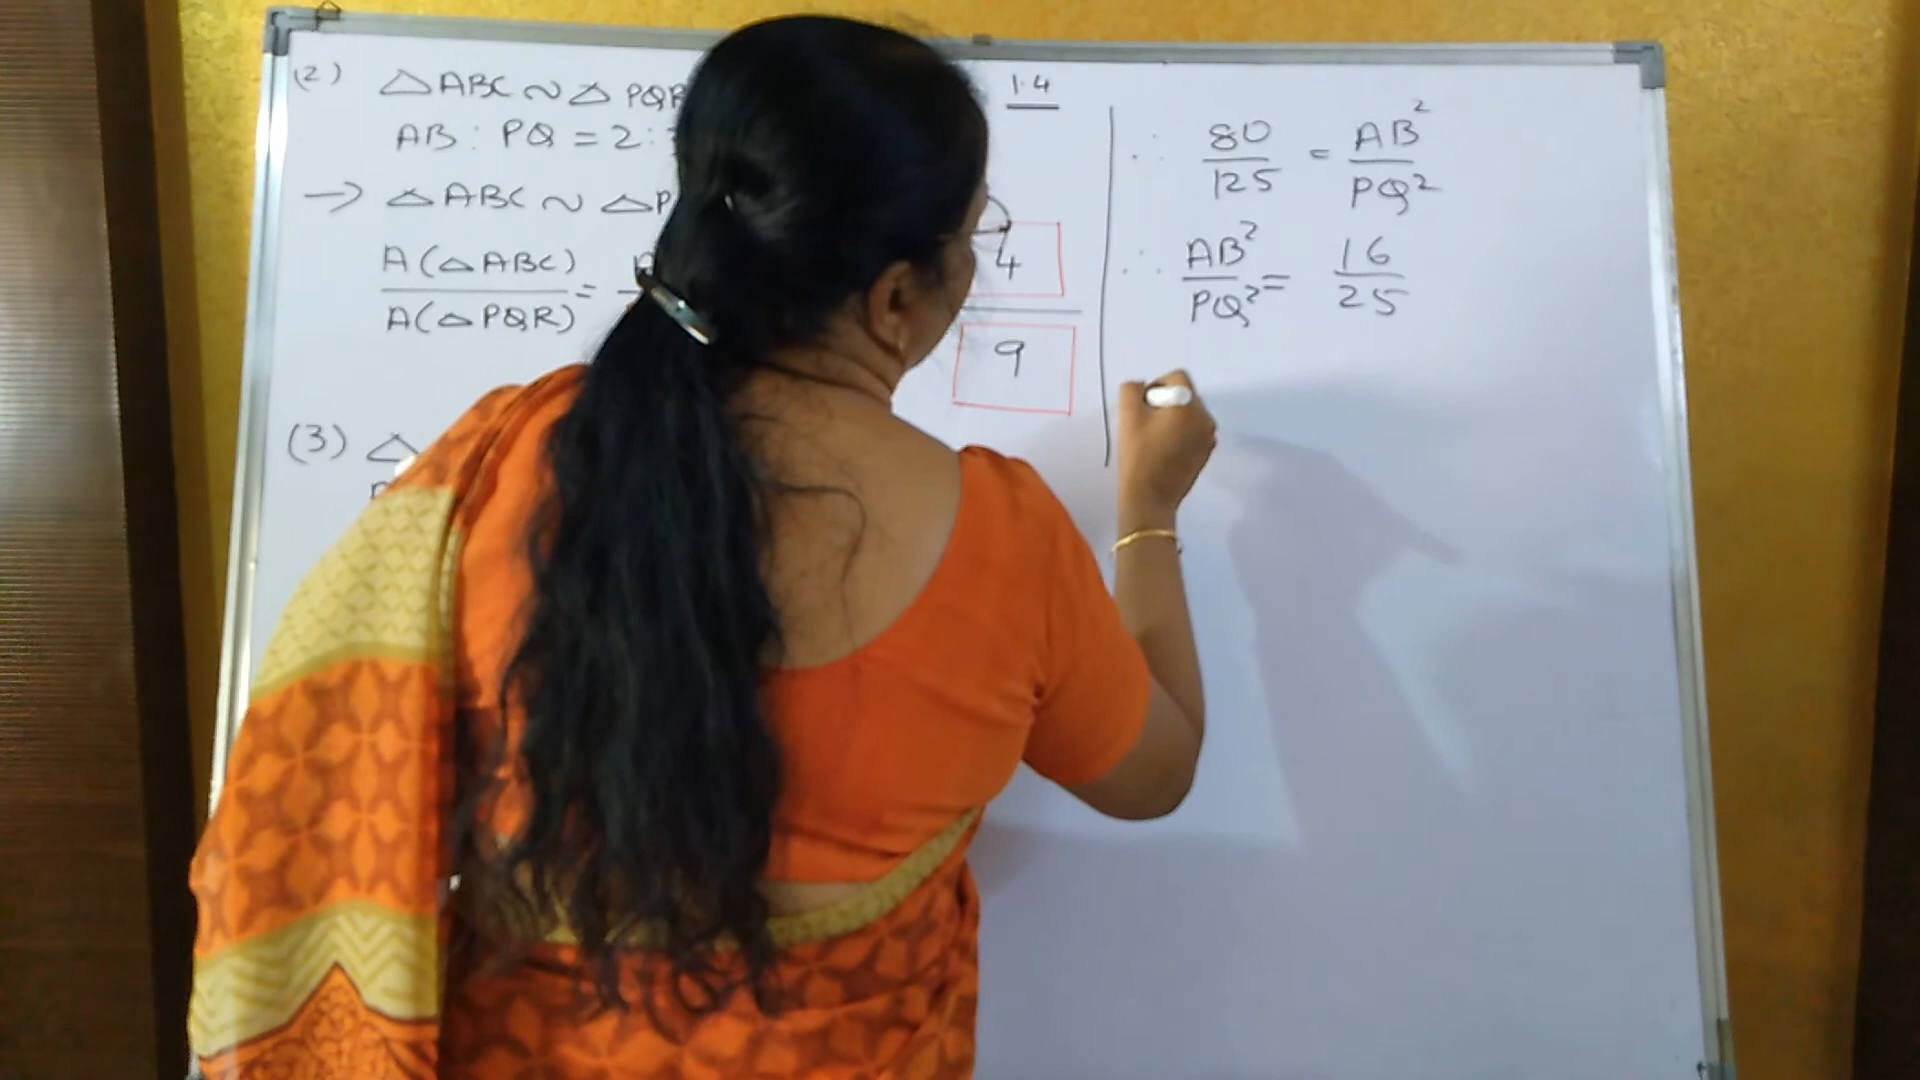 1.4
(2) △ABC ~ △PQR
AB : PQ = 2 :
→ △ABC ~ △P
A(△ABC)
/ A(△PQR) =
4
9
(3) △
∴ 80/125 = AB²/PQ²
∴ AB²/PQ² = 16/25